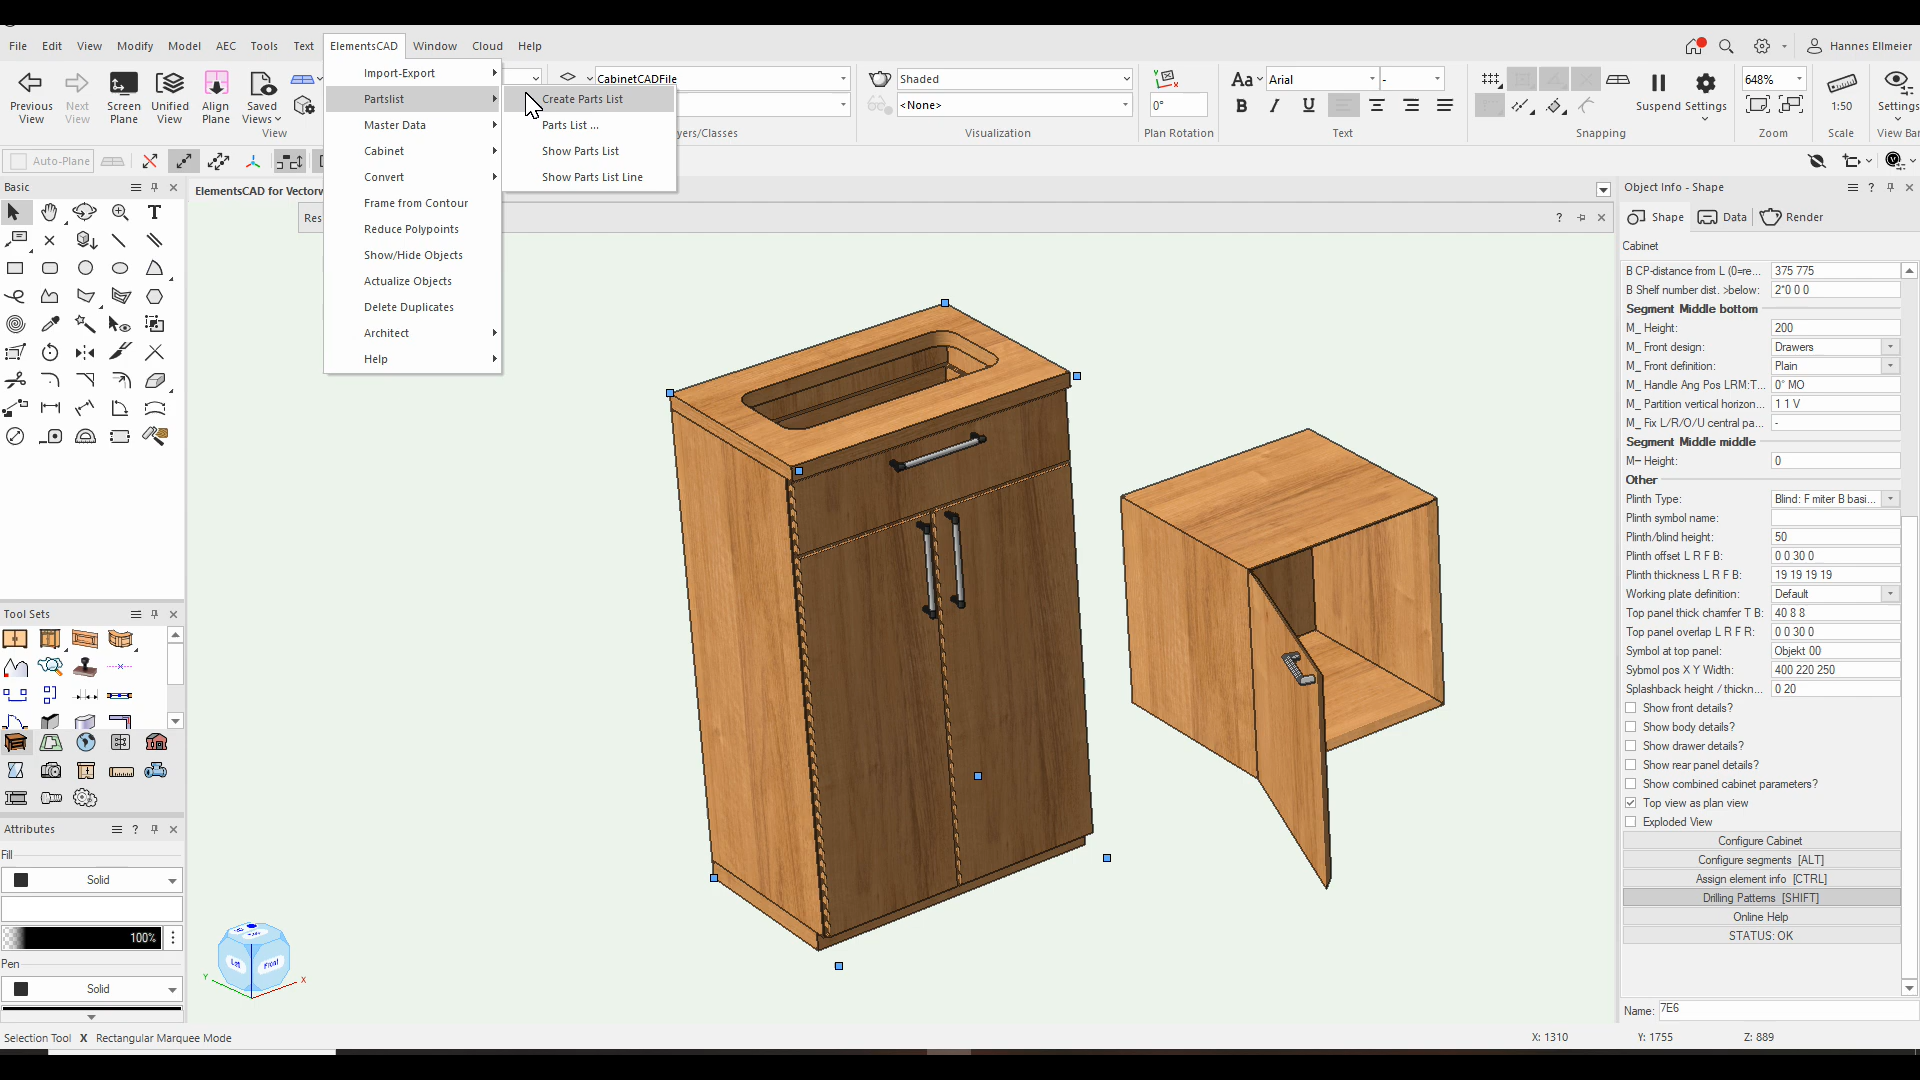 File Edit View Modify Model AEC Tools Text ElementsCAD Window Cloud Help
Hannes Ellmeier
Previous View
Next View
Screen Plane
Unified View
Align Plane
Saved Views
View
Import-Export
Partslist
Master Data
Cabinet
Convert
Frame from Contour
Reduce Polypoints
Show/Hide Objects
Actualize Objects
Delete Duplicates
Architect
Help
Create Parts List
Parts List ...
Show Parts List
Show Parts List Line
CabinetCADFile
yers/Classes
Shaded
<None>
Visualization
0°
Plan Rotation
Aa
Arial
-
B I U
Text
Suspend
Settings
Snapping
648%
Zoom
1:50
Scale
Settings
View Bar
Auto-Plane
Basic
ElementsCAD for Vectorw
Res
Object Info - Shape
Shape Data Render
Cabinet
B CP-distance from L (0=re... 375 775
B Shelf number dist. >below: 2*0 0 0
Segment Middle bottom
M_ Height: 200
M_ Front design: Drawers
M_ Front definition: Plain
M_ Handle Ang Pos LRM:T... 0° MO
M_ Partition vertical horizon... 1 1 V
M_ Fix L/R/O/U central pa... -
Segment Middle middle
M-- Height: 0
Other
Plinth Type: Blind: F miter B basi...
Plinth symbol name:
Plinth/blind height: 50
Plinth offset L R F B: 0 0 30 0
Plinth thickness L R F B: 19 19 19 19
Working plate definition: Default
Top panel thick chamfer T B: 40 8 8
Top panel overlap L R F R: 0 0 30 0
Symbol at top panel: Objekt 00
Sybmol pos X Y Width: 400 220 250
Splashback height / thickn... 0 20
Show front details?
Show body details?
Show drawer details?
Show rear panel details?
Show combined cabinet parameters?
Top view as plan view
Exploded View
Configure Cabinet
Configure segments [ALT]
Assign element info [CTRL]
Drilling Patterns [SHIFT]
Online Help
STATUS: OK
Name: 7E6
Tool Sets
Attributes
Fill
Solid
100%
Pen
Solid
Left
Front
Y
X
Selection Tool X Rectangular Marquee Mode
X: 1310 Y: 1755 Z: 889